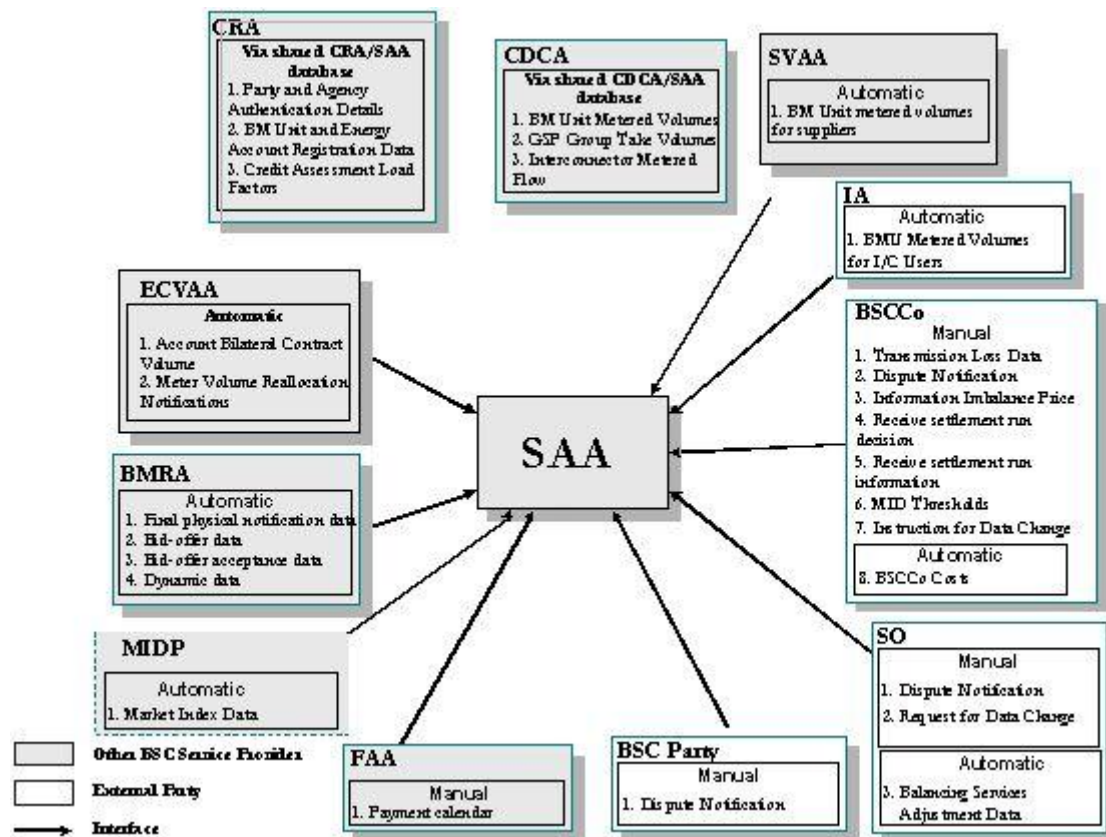 CRA
Via shared CRA/SAA
database
1. Party and Agency
Authentication Details
2. BM Unit and Energy
Account Registration Data
3. Credit Assessment Load
Factors
CDCA
Via shared CDCA/SAA
database
1. BM Unit Metered Volumes
2. GSP Group Take Volumes
3. Interconnector Metered
Flow
SVAA
Automatic
1. BM Unit metered volumes
for suppliers
IA
Automatic
1. BMU Metered Volumes
for I/C Users
ECVAA
Automatic
1. Account Bilateral Contract
Volume
2. Meter Volume Reallocation
Notifications
BSCCo
Manual
1. Transmission Loss Data
2. Dispute Notification
3. Information Imbalance Price
4. Receive settlement run
decision
5. Receive settlement run
information
6. MID Thresholds
7. Instruction for Data Change
Automatic
8. BSCCo Costs
SAA
BMRA
Automatic
1. Final physical notification data
2. Bid-offer data
3. Bid-offer acceptance data
4. Dynamic data
MIDP
Automatic
1. Market Index Data
SO
Manual
1. Dispute Notification
2. Request for Data Change
Automatic
3. Balancing Services
Adjustment Data
FAA
Manual
1. Payment calendar
BSC Party
Manual
1. Dispute Notification
Other BSC Service Provider
External Party
Interface